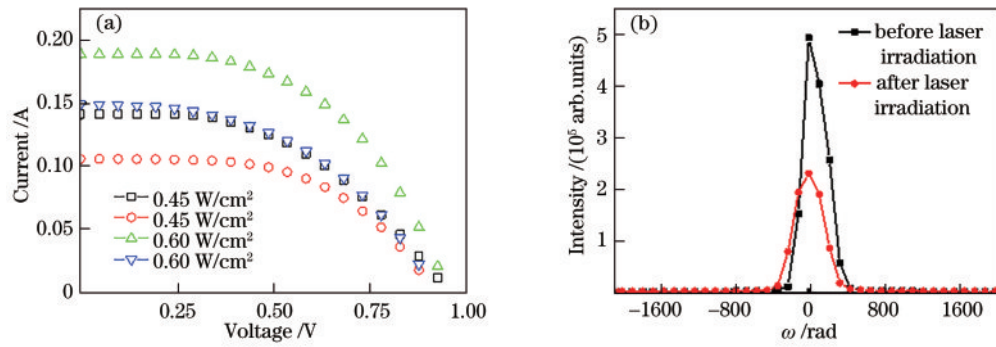 (a)
0.20
0.15
0.10
0.05
0
Current /A
0.45 W/cm²
0.45 W/cm²
0.60 W/cm²
0.60 W/cm²
0.25
0.50
0.75
1.00
Voltage /V
(b)
5
4
3
2
1
Intensity /(10⁵ arb.units)
before laser
irradiation
after laser
irradiation
−1600
−800
0
800
1600
ω /rad